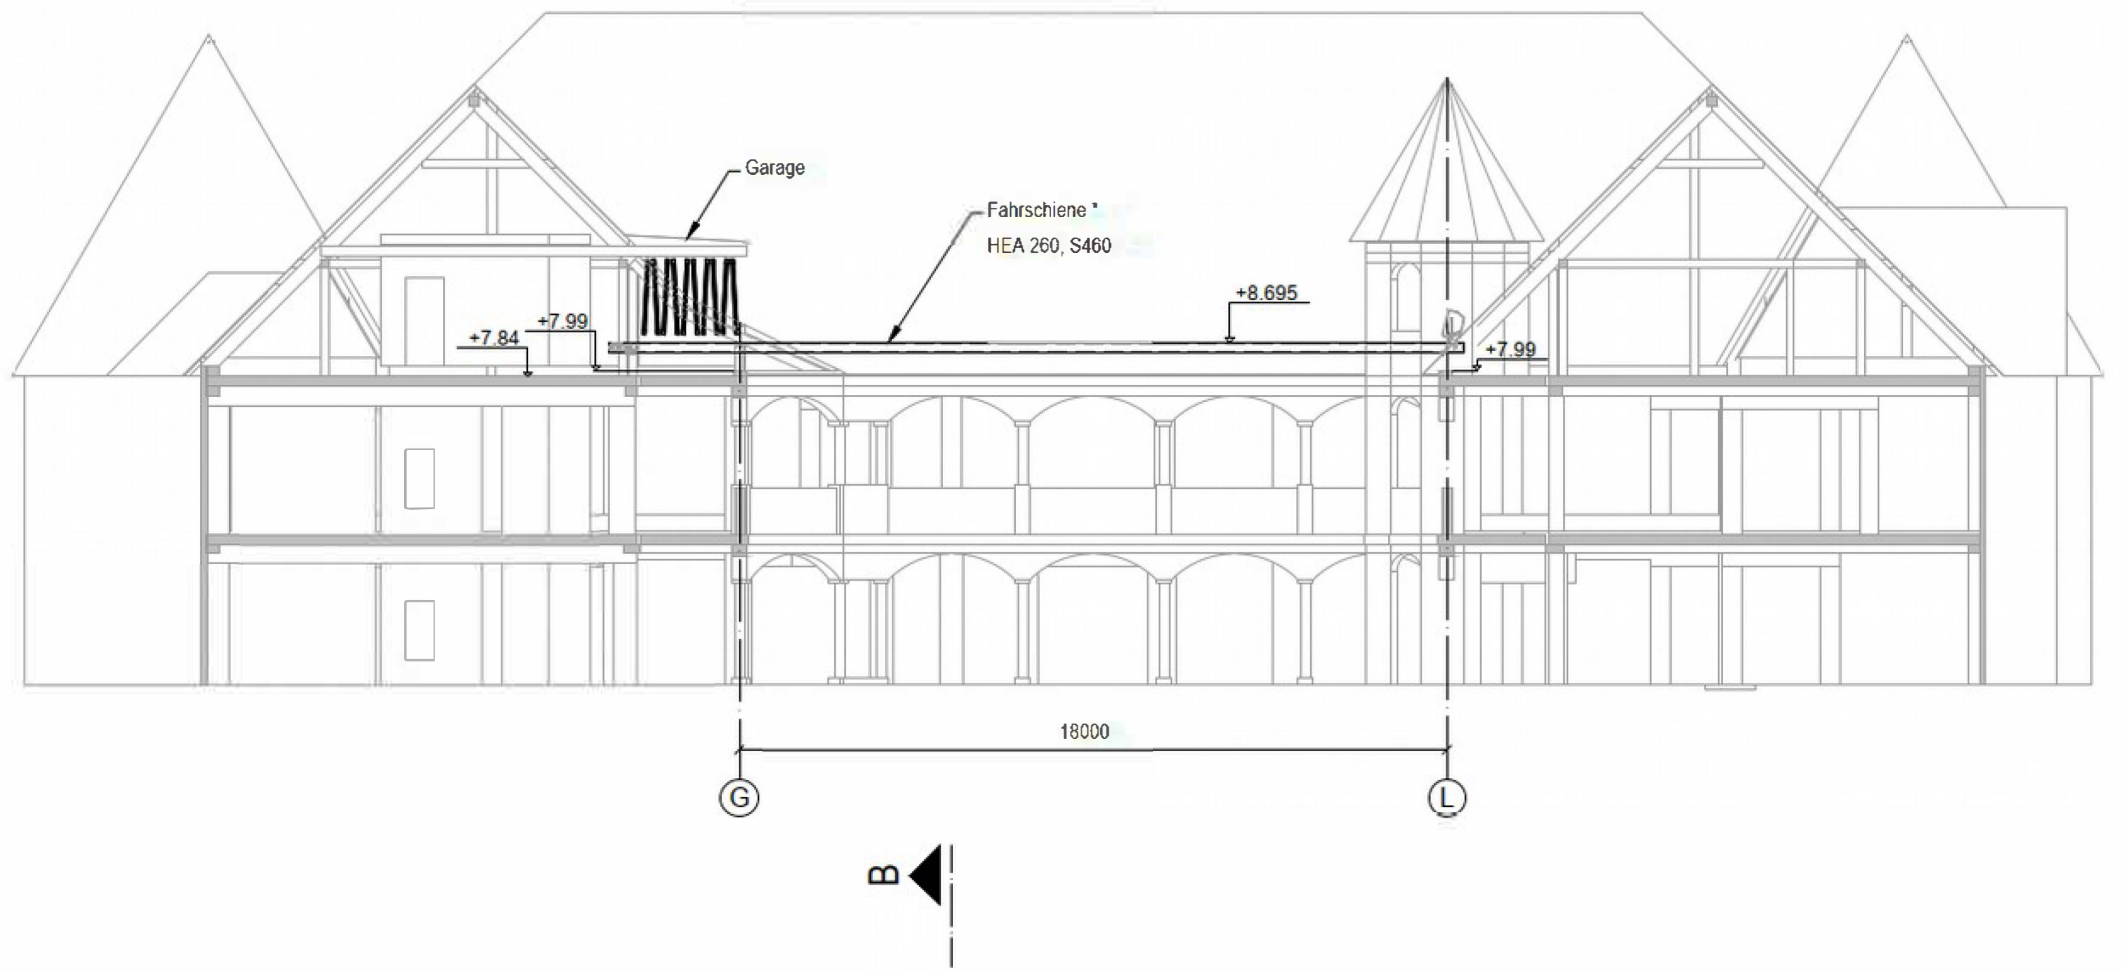 Garage
Fahrschiene *
HEA 260, S460
+8.695
+7.99
+7.84
+7.99
18000
G
L
B